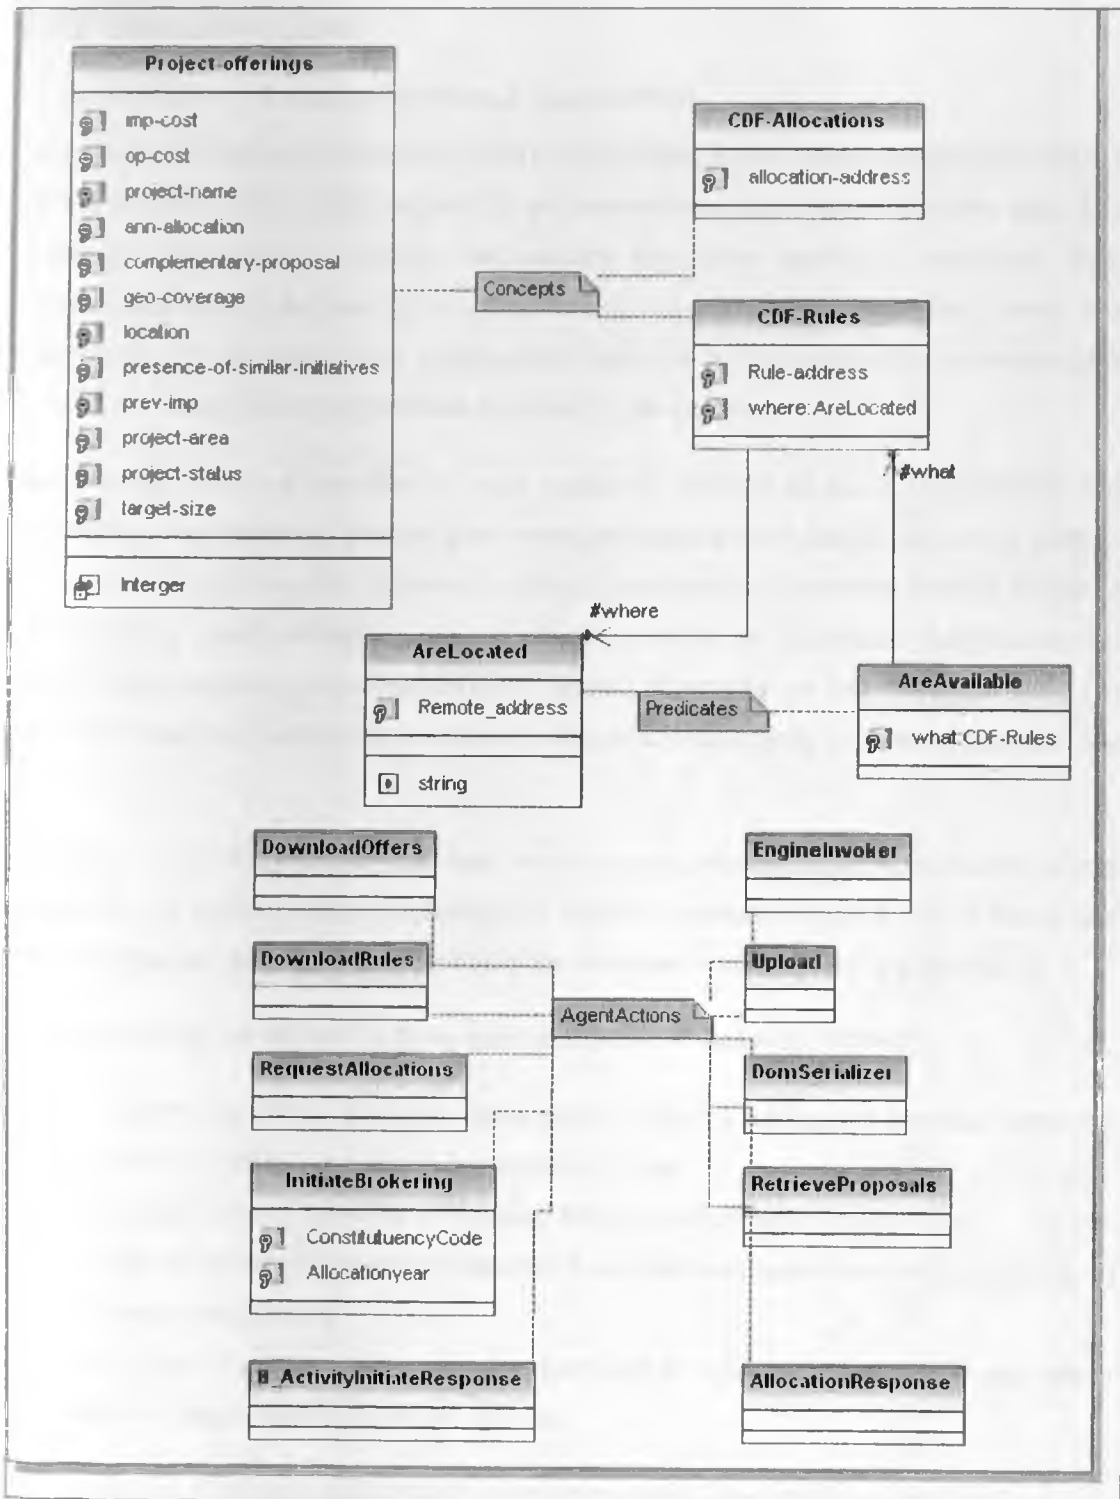 Project-offerings
imp-cost
op-cost
project-name
ann-allocation
complementary-proposal
geo-coverage
location
presence-of-similar-initiatives
prev-imp
project-area
project-status
target-size
Interger
CDF-Allocations
allocation-address
Concepts
CDF-Rules
Rule-address
where:AreLocated
#what
#where
AreLocated
Remote_address
string
Predicates
AreAvailable
what:CDF-Rules
DownloadOffers
EngineInvoker
DownloadRules
Upload
AgentActions
RequestAllocations
DomSerializer
InitiateBrokering
ConstitutuencyCode
Allocationyear
RetrieveProposals
_ActivityInitiateResponse
AllocationResponse